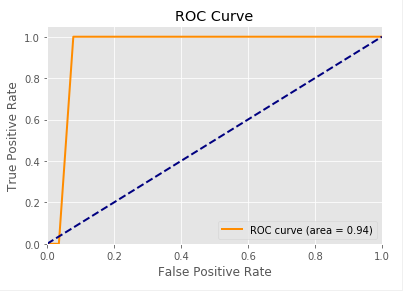 ROC Curve
True Positive Rate
1.0
0.8
0.6
0.4
0.2
0.0
ROC curve (area = 0.94)
0.0 0.2 0.4 0.6 0.8 1.0
False Positive Rate